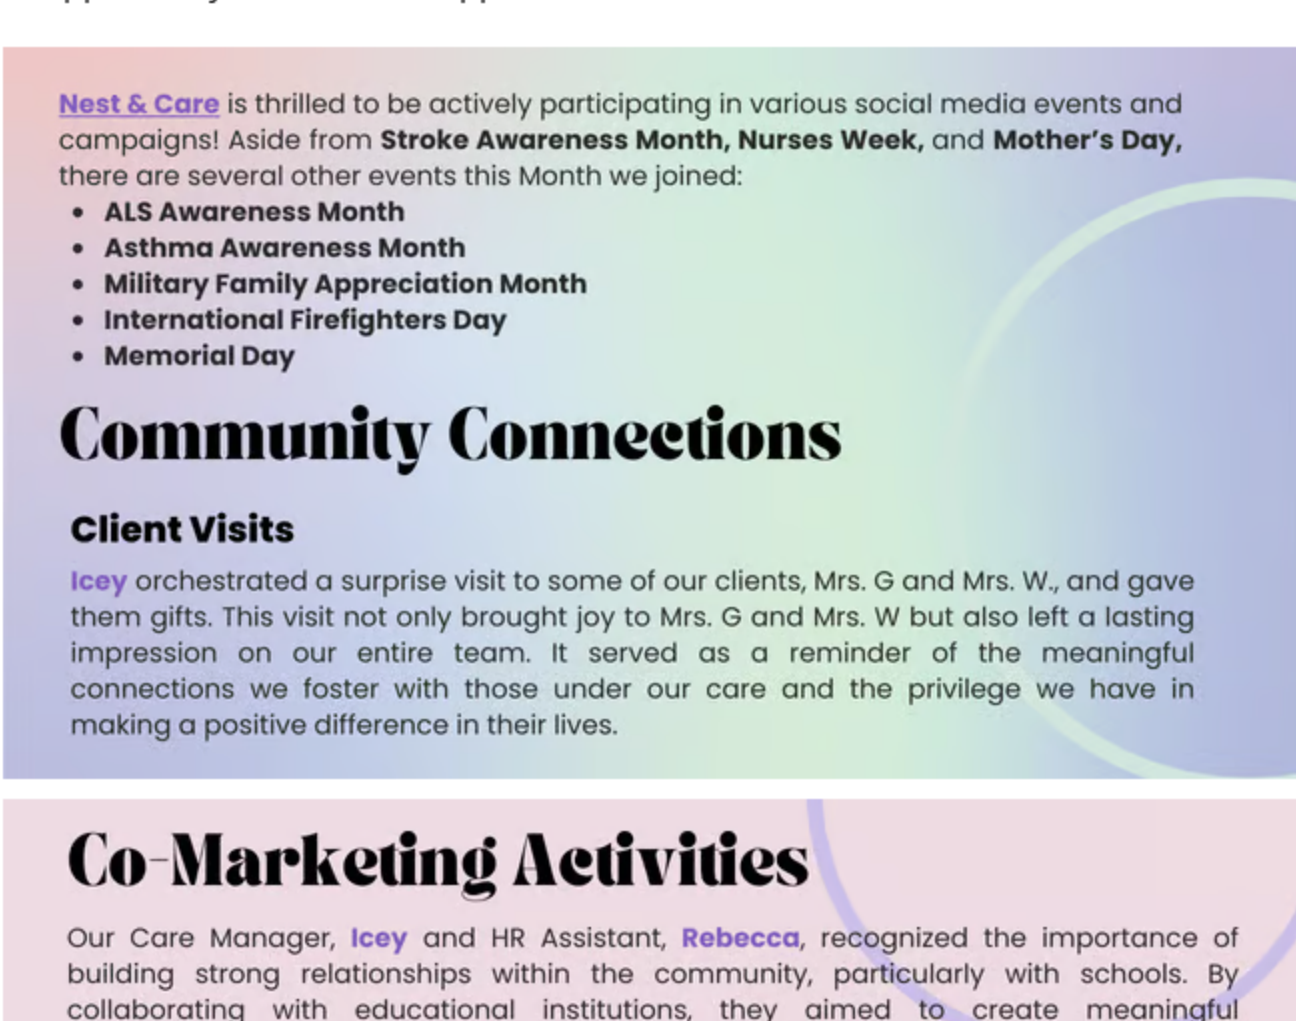 Nest & Care is thrilled to be actively participating in various social media events and
campaigns! Aside from Stroke Awareness Month, Nurses Week, and Mother's Day,
there are several other events this Month we joined:
• ALS Awareness Month
• Asthma Awareness Month
• Military Family Appreciation Month
• International Firefighters Day
• Memorial Day
Community Connections
Client Visits
Icey orchestrated a surprise visit to some of our clients, Mrs. G and Mrs. W., and gave
them gifts. This visit not only brought joy to Mrs. G and Mrs. W but also left a lasting
impression on our entire team. It served as a reminder of the meaningful
connections we foster with those under our care and the privilege we have in
making a positive difference in their lives.
Co-Marketing Activities
Our Care Manager, Icey and HR Assistant, Rebecca, recognized the importance of
building strong relationships within the community, particularly with schools. By
collaborating with educational institutions, they aimed to create meaningful